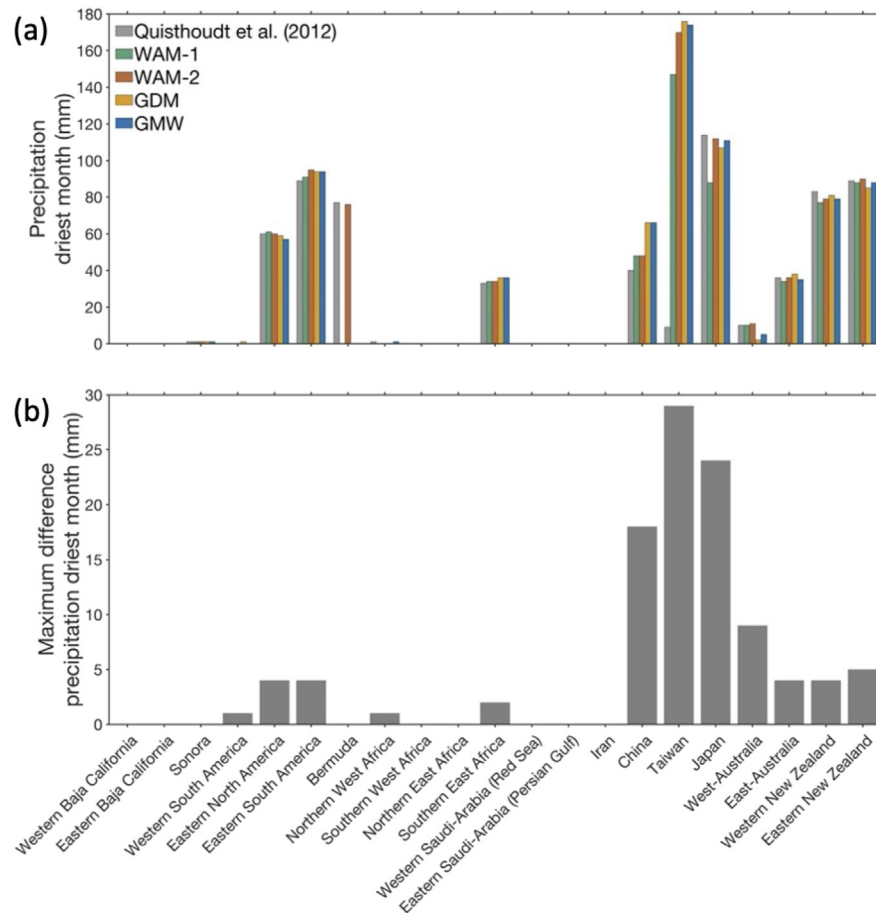 (a)
Precipitation
driest month (mm)
180
160
140
120
100
80
60
40
20
0
Quisthoudt et al. (2012)
WAM-1
WAM-2
GDM
GMW
(b)
Maximum difference
precipitation driest month (mm)
30
25
20
15
10
5
0
Western Baja California
Eastern Baja California
Sonora
Western South America
Eastern North America
Eastern South America
Bermuda
Northern West Africa
Southern West Africa
Northern East Africa
Southern East Africa
Western Saudi-Arabia (Red Sea)
Eastern Saudi-Arabia (Persian Gulf)
Iran
China
Taiwan
Japan
West-Australia
East-Australia
Western New Zealand
Eastern New Zealand